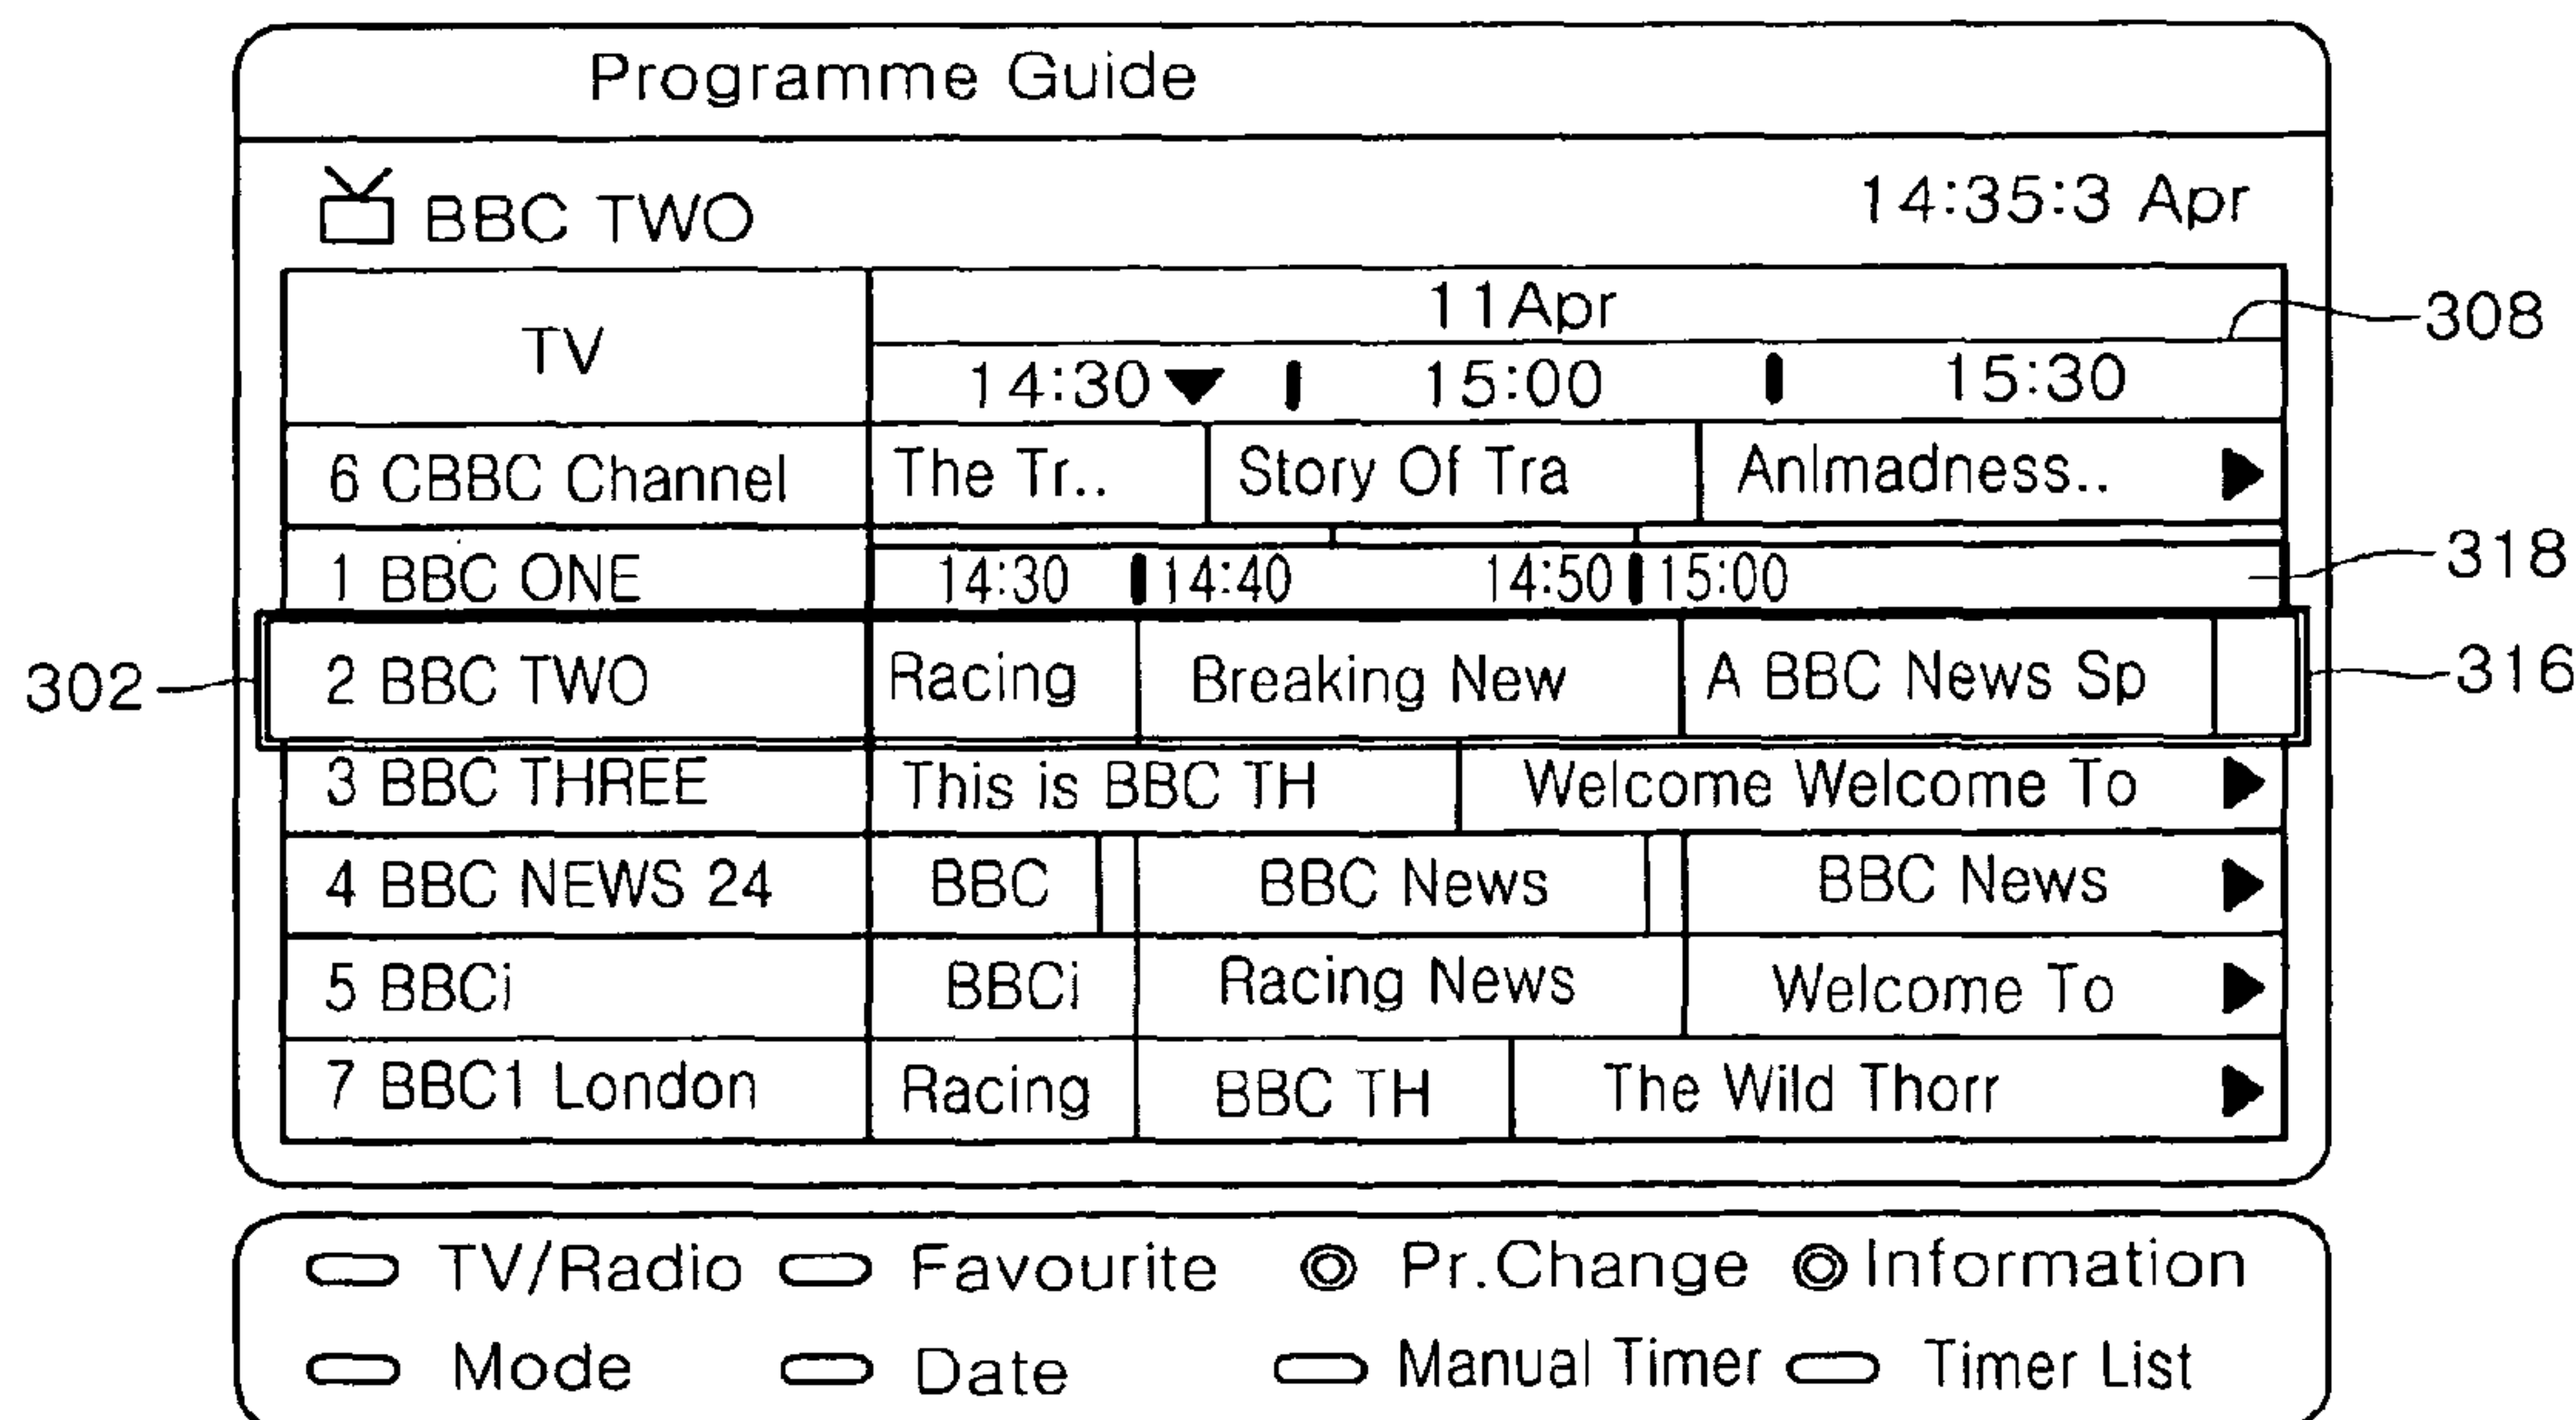 Programme Guide
BBC TWO 14:35:3 Apr
TV 11Apr
308
14:30 15:00 15:30
6 CBBC Channel The Tr.. Story Of Tra Anlmadness..
1 BBC ONE 14:30 14:40 14:50 15:00 318
302 2 BBC TWO Racing Breaking New A BBC News Sp 316
3 BBC THREE This is BBC TH Welcome Welcome To
4 BBC NEWS 24 BBC BBC News BBC News
5 BBCi BBCi Racing News Welcome To
7 BBC1 London Racing BBC TH The Wild Thorr
TV/Radio Favourite Pr.Change Information
Mode Date Manual Timer Timer List